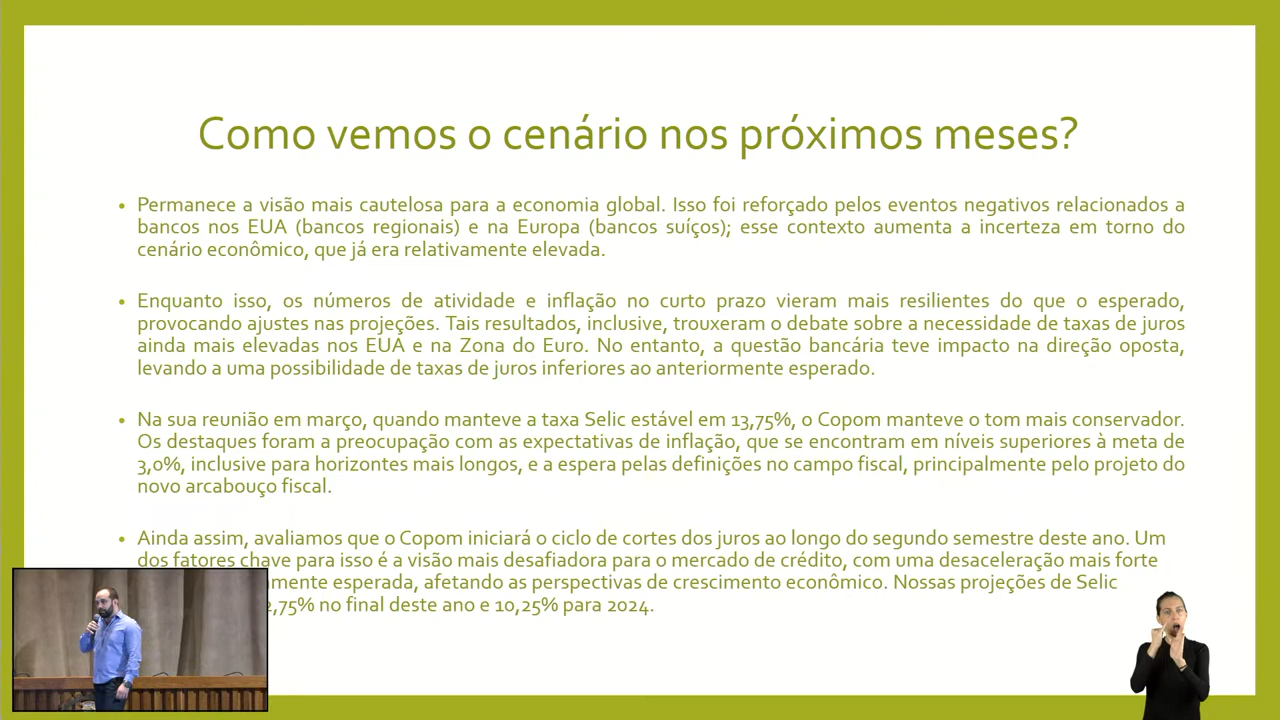 Como vemos o cenário nos próximos meses?
• Permanece a visão mais cautelosa para a economia global. Isso foi reforçado pelos eventos negativos relacionados a
bancos nos EUA (bancos regionais) e na Europa (bancos suíços); esse contexto aumenta a incerteza em torno do
cenário econômico, que já era relativamente elevada.
• Enquanto isso, os números de atividade e inflação no curto prazo vieram mais resilientes do que o esperado,
provocando ajustes nas projeções. Tais resultados, inclusive, trouxeram o debate sobre a necessidade de taxas de juros
ainda mais elevadas nos EUA e na Zona do Euro. No entanto, a questão bancária teve impacto na direção oposta,
levando a uma possibilidade de taxas de juros inferiores ao anteriormente esperado.
• Na sua reunião em março, quando manteve a taxa Selic estável em 13,75%, o Copom manteve o tom mais conservador.
Os destaques foram a preocupação com as expectativas de inflação, que se encontram em níveis superiores à meta de
3,0%, inclusive para horizontes mais longos, e a espera pelas definições no campo fiscal, principalmente pelo projeto do
novo arcabouço fiscal.
• Ainda assim, avaliamos que o Copom iniciará o ciclo de cortes dos juros ao longo do segundo semestre deste ano. Um
dos fatores chave para isso é a visão mais desafiadora para o mercado de crédito, com uma desaceleração mais forte
amente esperada, afetando as perspectivas de crescimento econômico. Nossas projeções de Selic
2,75% no final deste ano e 10,25% para 2024.